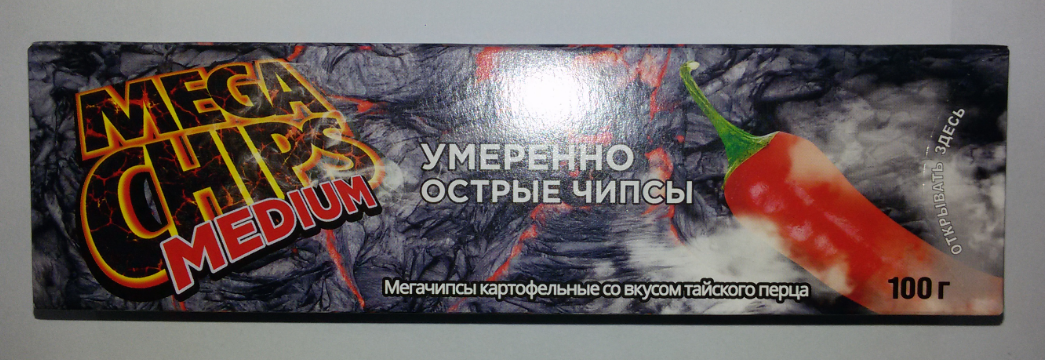 MEGA
CHIPS
MEDIUM
УМЕРЕННО
ОСТРЫЕ ЧИПСЫ
Мегачипсы картофельные со вкусом тайского перца
ОТКРЫВАТЬ ЗДЕСЬ
100 г